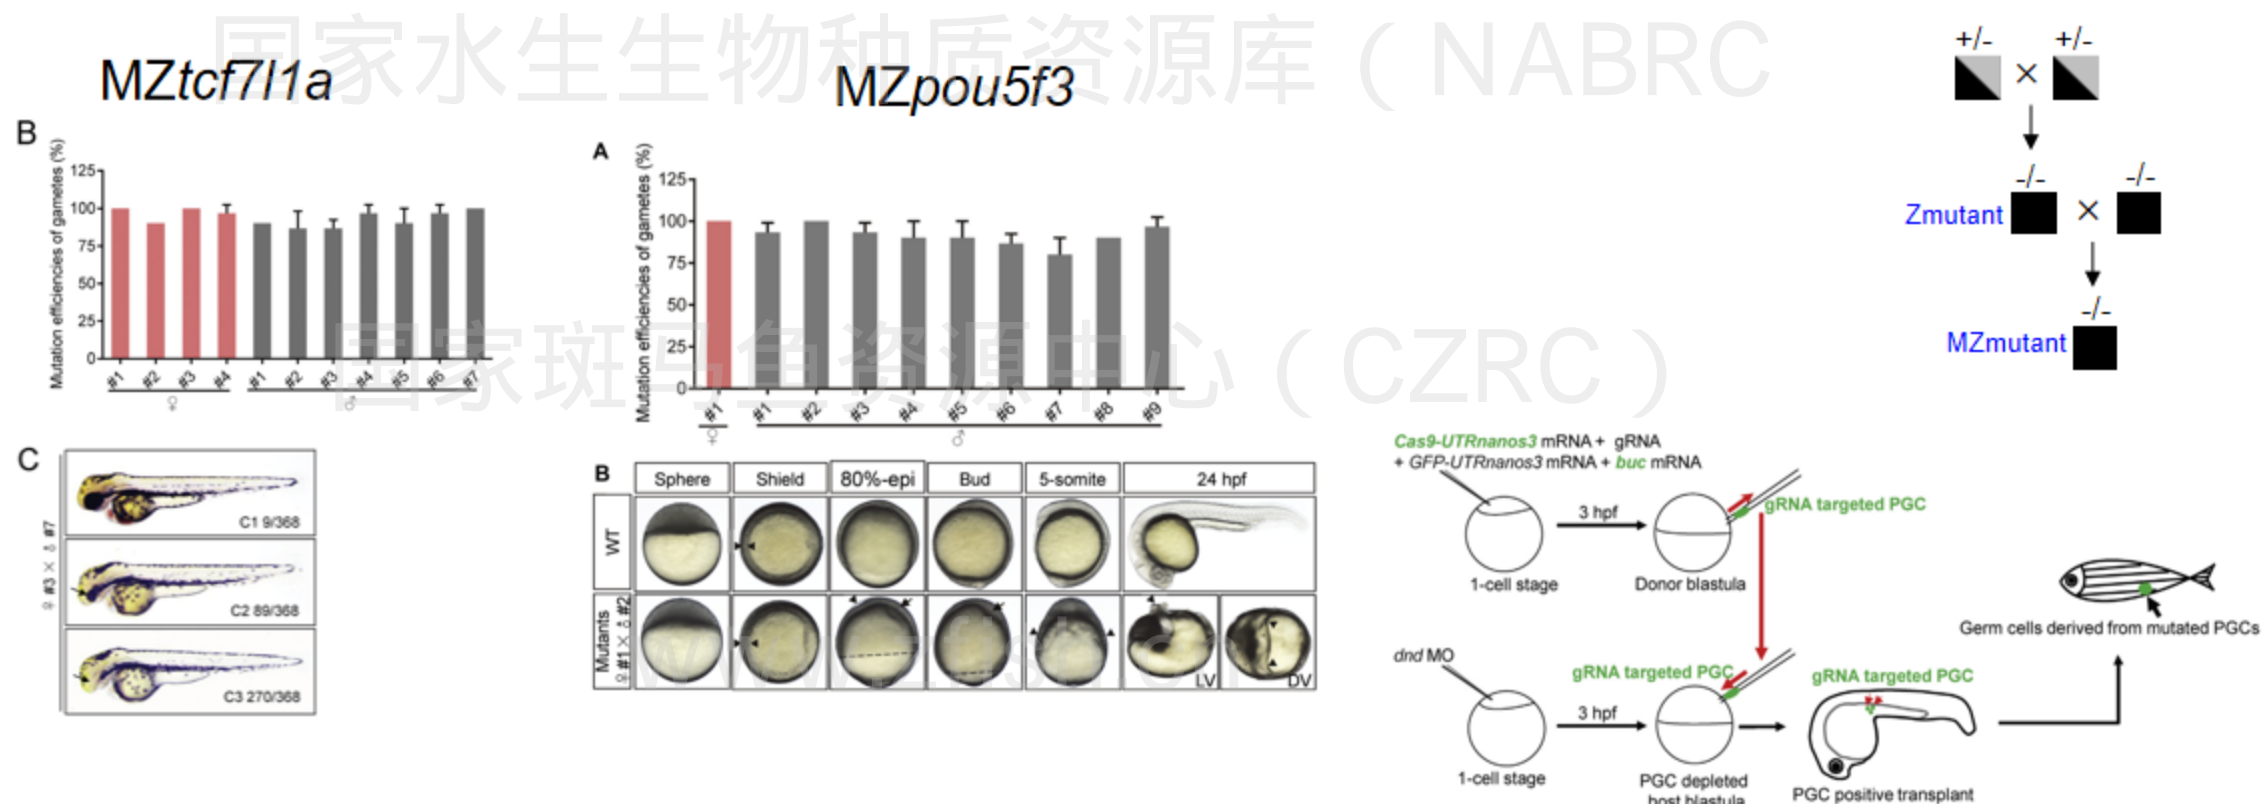 国家水生生物种质资源库（NABRC
国家斑马鱼资源中心（CZRC）
MZtcf7l1a
B
Mutation efficiencies of gametes (%)
125
100
75
50
25
0
#1 #2 #3 #4 #1 #2 #3 #4 #5 #6 #7
♀ ♂
C
♀ #3 × ♂ #7
C1 9/368
C2 89/368
C3 270/368
MZpou5f3
A
Mutation efficiencies of gametes (%)
125
100
75
50
25
0
#1 #1 #2 #3 #4 #5 #6 #7 #8 #9
♀ ♂
B
Sphere Shield 80%-epi Bud 5-somite 24 hpf
WT
Mutants
♀ #1 × ♂ #2
LV DV
+/- +/-
×
-/- -/-
Zmutant ×
-/-
MZmutant
Cas9-UTRnanos3 mRNA + gRNA
+ GFP-UTRnanos3 mRNA + buc mRNA
3 hpf
gRNA targeted PGC
1-cell stage
Donor blastula
Germ cells derived from mutated PGCs
dnd MO
gRNA targeted PGC
gRNA targeted PGC
3 hpf
1-cell stage
PGC depleted
host blastula
PGC positive transplant